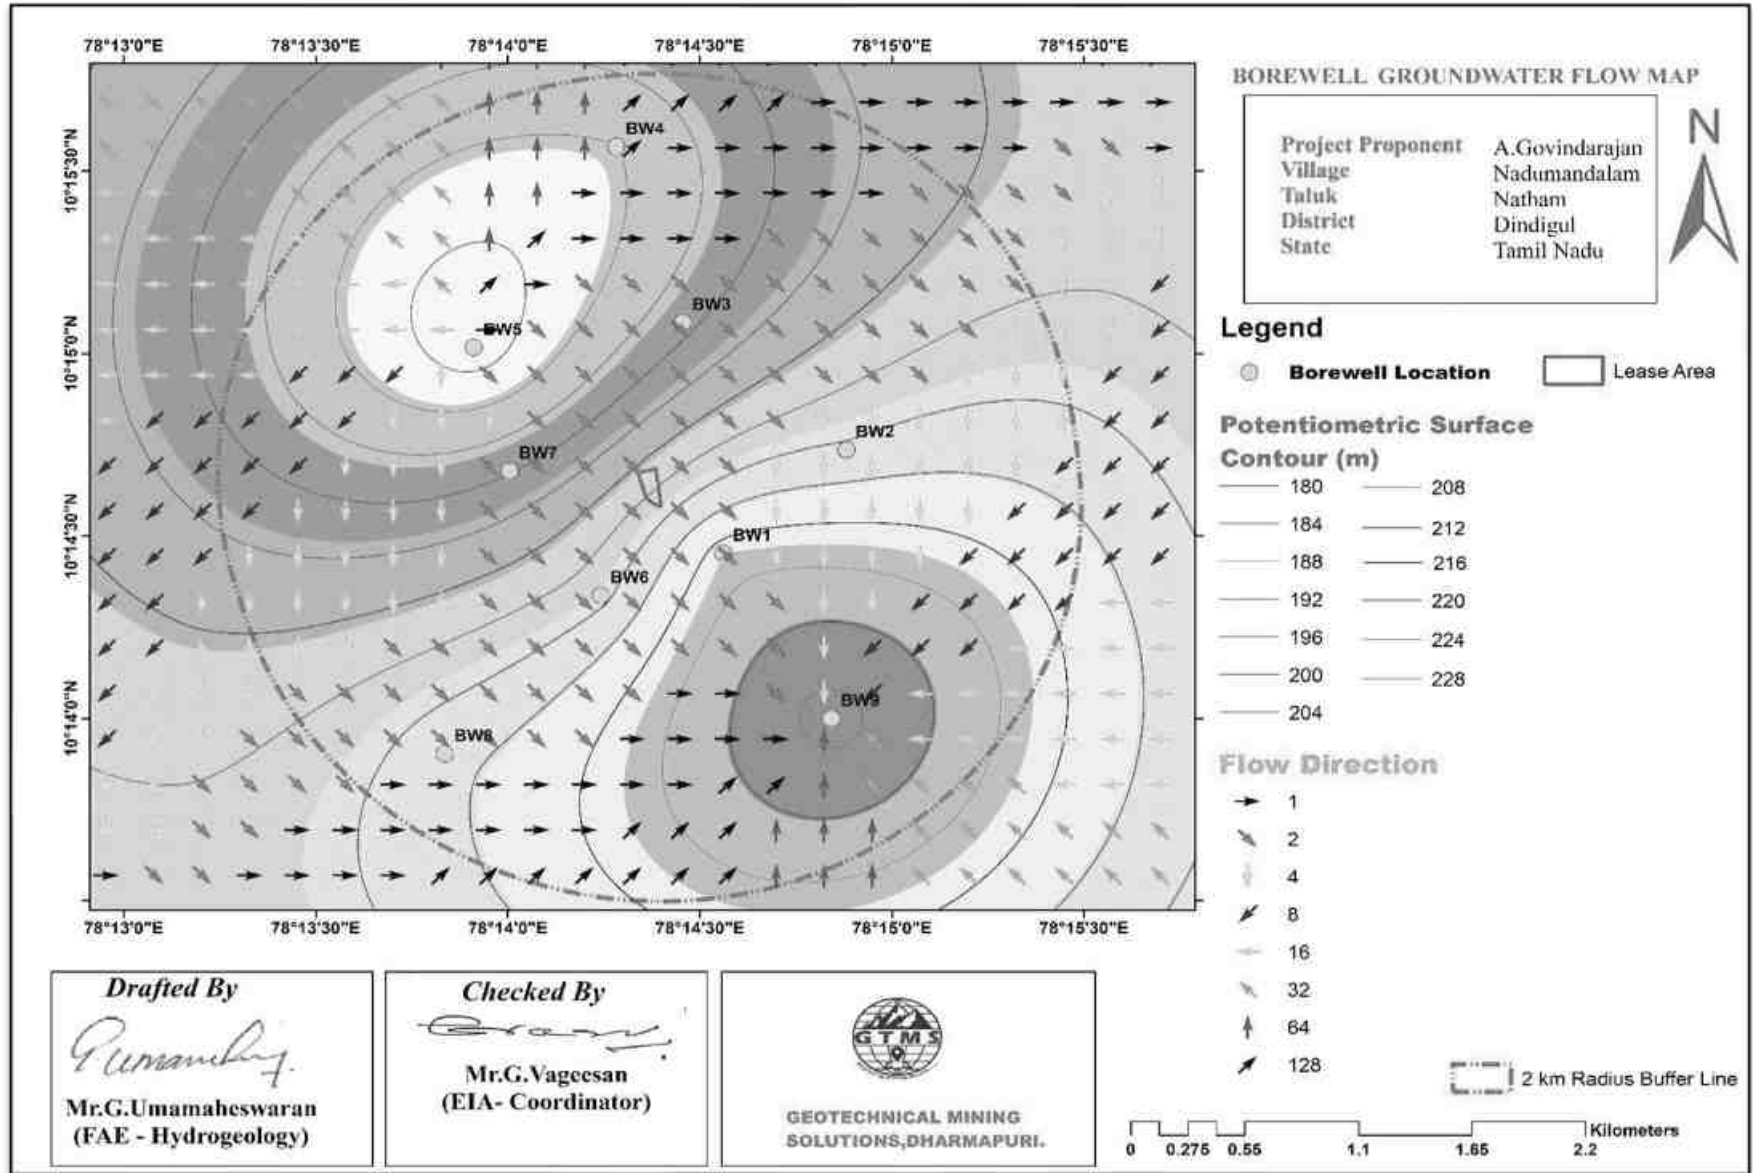 78°13'0"E 78°13'30"E 78°14'0"E 78°14'30"E 78°15'0"E 78°15'30"E
BOREWELL GROUNDWATER FLOW MAP
Project Proponent A.Govindarajan
Village Nadumandalam
Taluk Natham
District Dindigul
State Tamil Nadu
N
10°15'30"N
10°15'0"N
10°14'30"N
10°14'0"N
BW4
BW3
BW5
BW2
BW7
BW1
BW6
BW9
BW8
Legend
Borewell Location Lease Area
Potentiometric Surface
Contour (m)
180 208
184 212
188 216
192 220
196 224
200 228
204
Flow Direction
1
2
4
8
16
32
64
128
2 km Radius Buffer Line
78°13'0"E 78°13'30"E 78°14'0"E 78°14'30"E 78°15'0"E 78°15'30"E
Drafted By
Mr.G.Umamaheswaran
(FAE - Hydrogeology)
Checked By
Mr.G.Vageesan
(EIA- Coordinator)
GTMS
GEOTECHNICAL MINING
SOLUTIONS,DHARMAPURI.
Kilometers
0 0.275 0.55 1.1 1.65 2.2